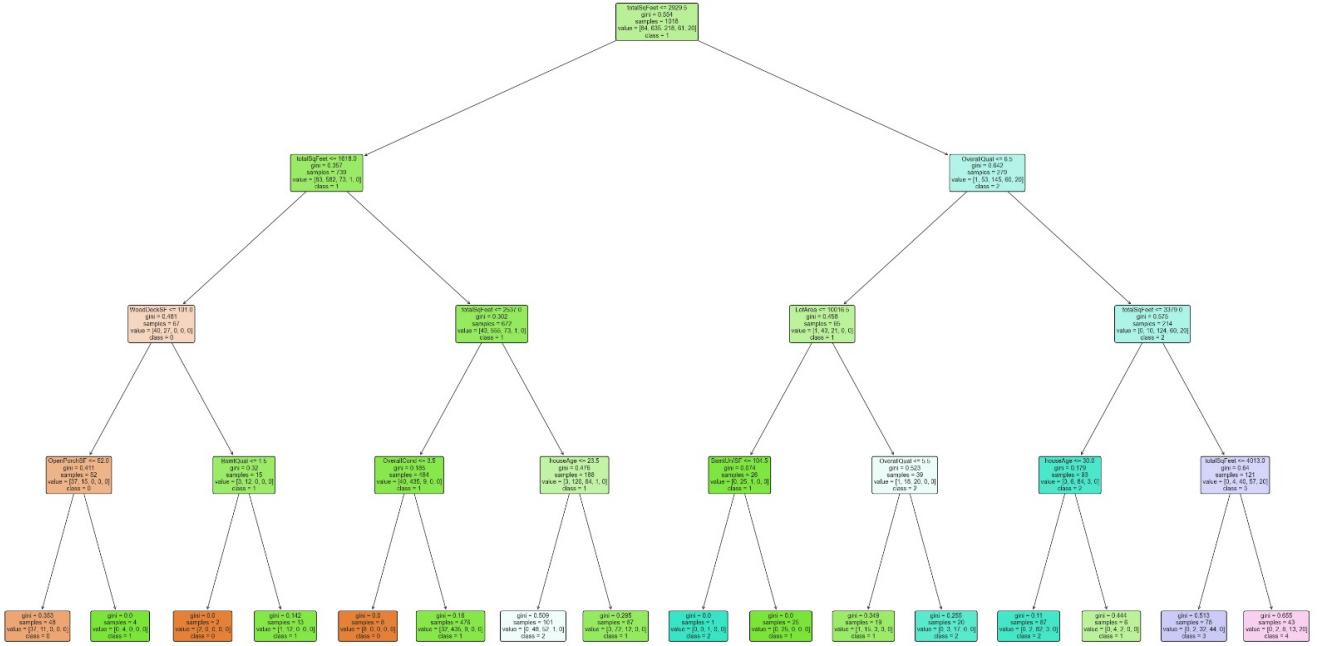 totalSqFeet <= 2929.5
gini = 0.554
samples = 1018
value = [84, 635, 218, 61, 20]
class = 1
totalSqFeet <= 1618.0
gini = 0.357
samples = 739
value = [83, 582, 73, 1, 0]
class = 1
OverallQual <= 6.5
gini = 0.642
samples = 279
value = [1, 53, 145, 60, 20]
class = 2
WoodDeckSF <= 131.0
gini = 0.481
samples = 67
value = [40, 27, 0, 0, 0]
class = 0
totalSqFeet <= 2537.0
gini = 0.302
samples = 672
value = [43, 555, 73, 1, 0]
class = 1
LotArea <= 10016.5
gini = 0.458
samples = 65
value = [1, 43, 21, 0, 0]
class = 1
totalSqFeet <= 3379.0
gini = 0.575
samples = 214
value = [0, 10, 124, 60, 20]
class = 2
OpenPorchSF <= 52.0
gini = 0.411
samples = 52
value = [37, 15, 0, 0, 0]
class = 0
BsmtQual <= 1.5
gini = 0.32
samples = 15
value = [3, 12, 0, 0, 0]
class = 1
OverallCond <= 3.5
gini = 0.185
samples = 484
value = [40, 435, 9, 0, 0]
class = 1
houseAge <= 23.5
gini = 0.476
samples = 188
value = [3, 120, 64, 1, 0]
class = 1
BsmtUnfSF <= 104.5
gini = 0.074
samples = 26
value = [0, 25, 1, 0, 0]
class = 1
OverallQual <= 5.5
gini = 0.523
samples = 39
value = [1, 18, 20, 0, 0]
class = 2
houseAge <= 30.0
gini = 0.179
samples = 93
value = [0, 6, 84, 3, 0]
class = 2
totalSqFeet <= 4013.0
gini = 0.64
samples = 121
value = [0, 4, 40, 57, 20]
class = 3
gini = 0.353
samples = 48
value = [37, 11, 0, 0, 0]
class = 0
gini = 0.0
samples = 4
value = [0, 4, 0, 0, 0]
class = 1
gini = 0.0
samples = 2
value = [2, 0, 0, 0, 0]
class = 0
gini = 0.142
samples = 13
value = [1, 12, 0, 0, 0]
class = 1
gini = 0.0
samples = 8
value = [8, 0, 0, 0, 0]
class = 0
gini = 0.16
samples = 476
value = [32, 435, 9, 0, 0]
class = 1
gini = 0.509
samples = 101
value = [0, 48, 52, 1, 0]
class = 2
gini = 0.295
samples = 87
value = [3, 72, 12, 0, 0]
class = 1
gini = 0.0
samples = 1
value = [0, 0, 1, 0, 0]
class = 2
gini = 0.0
samples = 25
value = [0, 25, 0, 0, 0]
class = 1
gini = 0.349
samples = 19
value = [1, 15, 3, 0, 0]
class = 1
gini = 0.255
samples = 20
value = [0, 3, 17, 0, 0]
class = 2
gini = 0.11
samples = 87
value = [0, 2, 82, 3, 0]
class = 2
gini = 0.444
samples = 6
value = [0, 4, 2, 0, 0]
class = 1
gini = 0.513
samples = 78
value = [0, 2, 32, 44, 0]
class = 3
gini = 0.655
samples = 43
value = [0, 2, 8, 13, 20]
class = 4